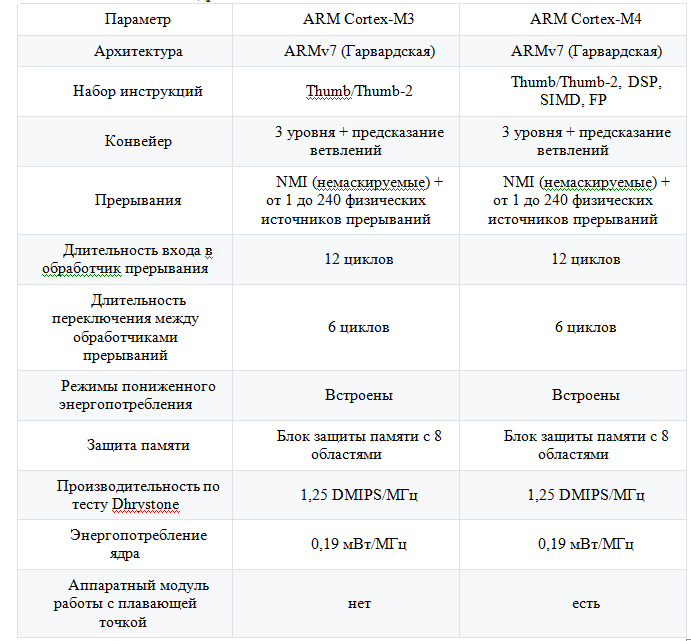 Параметр
ARM Cortex-M3
ARM Cortex-M4
Архитектура
ARMv7 (Гарвардская)
ARMv7 (Гарвардская)
Набор инструкций
Thumb/Thumb-2
Thumb/Thumb-2, DSP,
SIMD, FP
Конвейер
3 уровня + предсказание
ветвлений
3 уровня + предсказание
ветвлений
Прерывания
NMI (немаскируемые) +
от 1 до 240 физических
источников прерываний
NMI (немаскируемые) +
от 1 до 240 физических
источников прерываний
Длительность входа в
обработчик прерывания
12 циклов
12 циклов
Длительность
переключения между
обработчиками
прерываний
6 циклов
6 циклов
Режимы пониженного
энергопотребления
Встроены
Встроены
Защита памяти
Блок защиты памяти с 8
областями
Блок защиты памяти с 8
областями
Производительность по
тесту Dhrystone
1,25 DMIPS/МГц
1,25 DMIPS/МГц
Энергопотребление
ядра
0,19 мВт/МГц
0,19 мВт/МГц
Аппаратный модуль
работы с плавающей
точкой
нет
есть